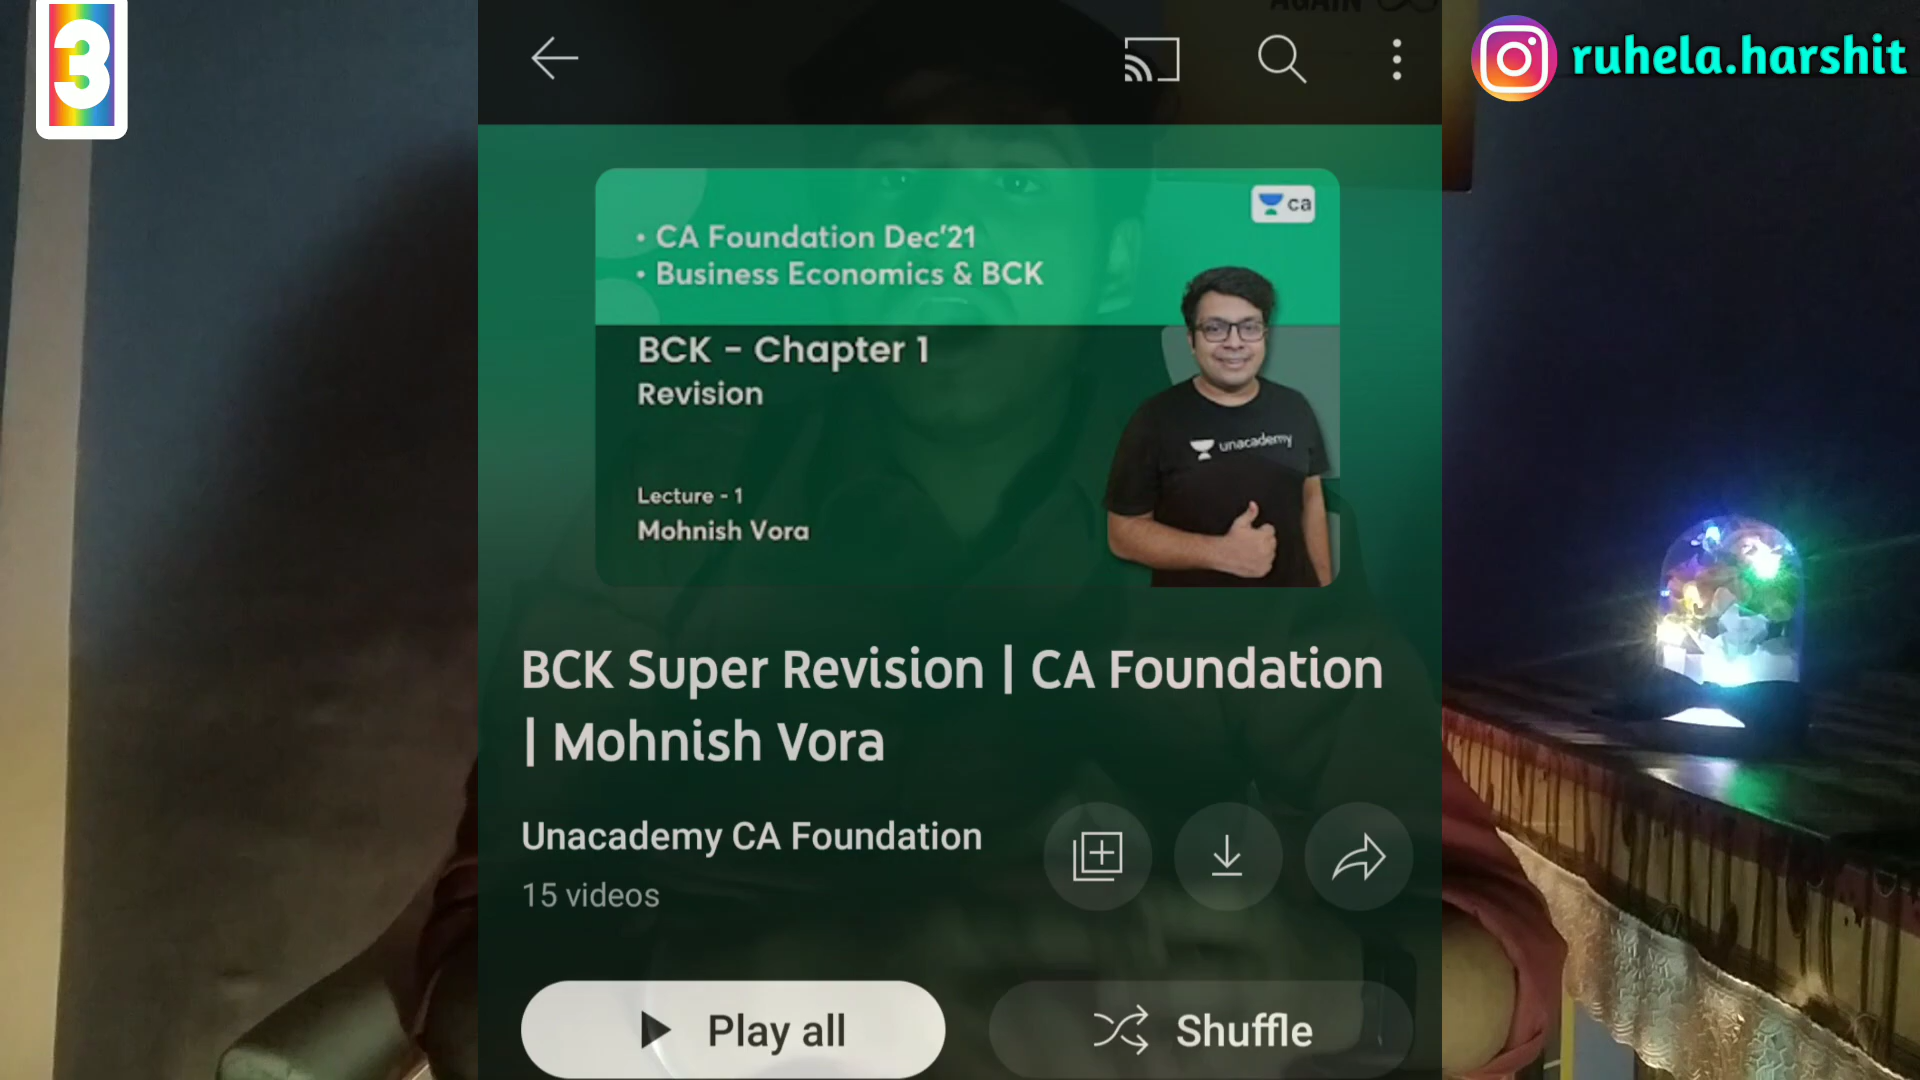 3
AGAIN
ruhela.harshit
ca
• CA Foundation Dec'21
• Business Economics & BCK
BCK - Chapter 1
Revision
unacademy
Lecture - 1
Mohnish Vora
BCK Super Revision | CA Foundation
| Mohnish Vora
Unacademy CA Foundation
15 videos
Play all
Shuffle